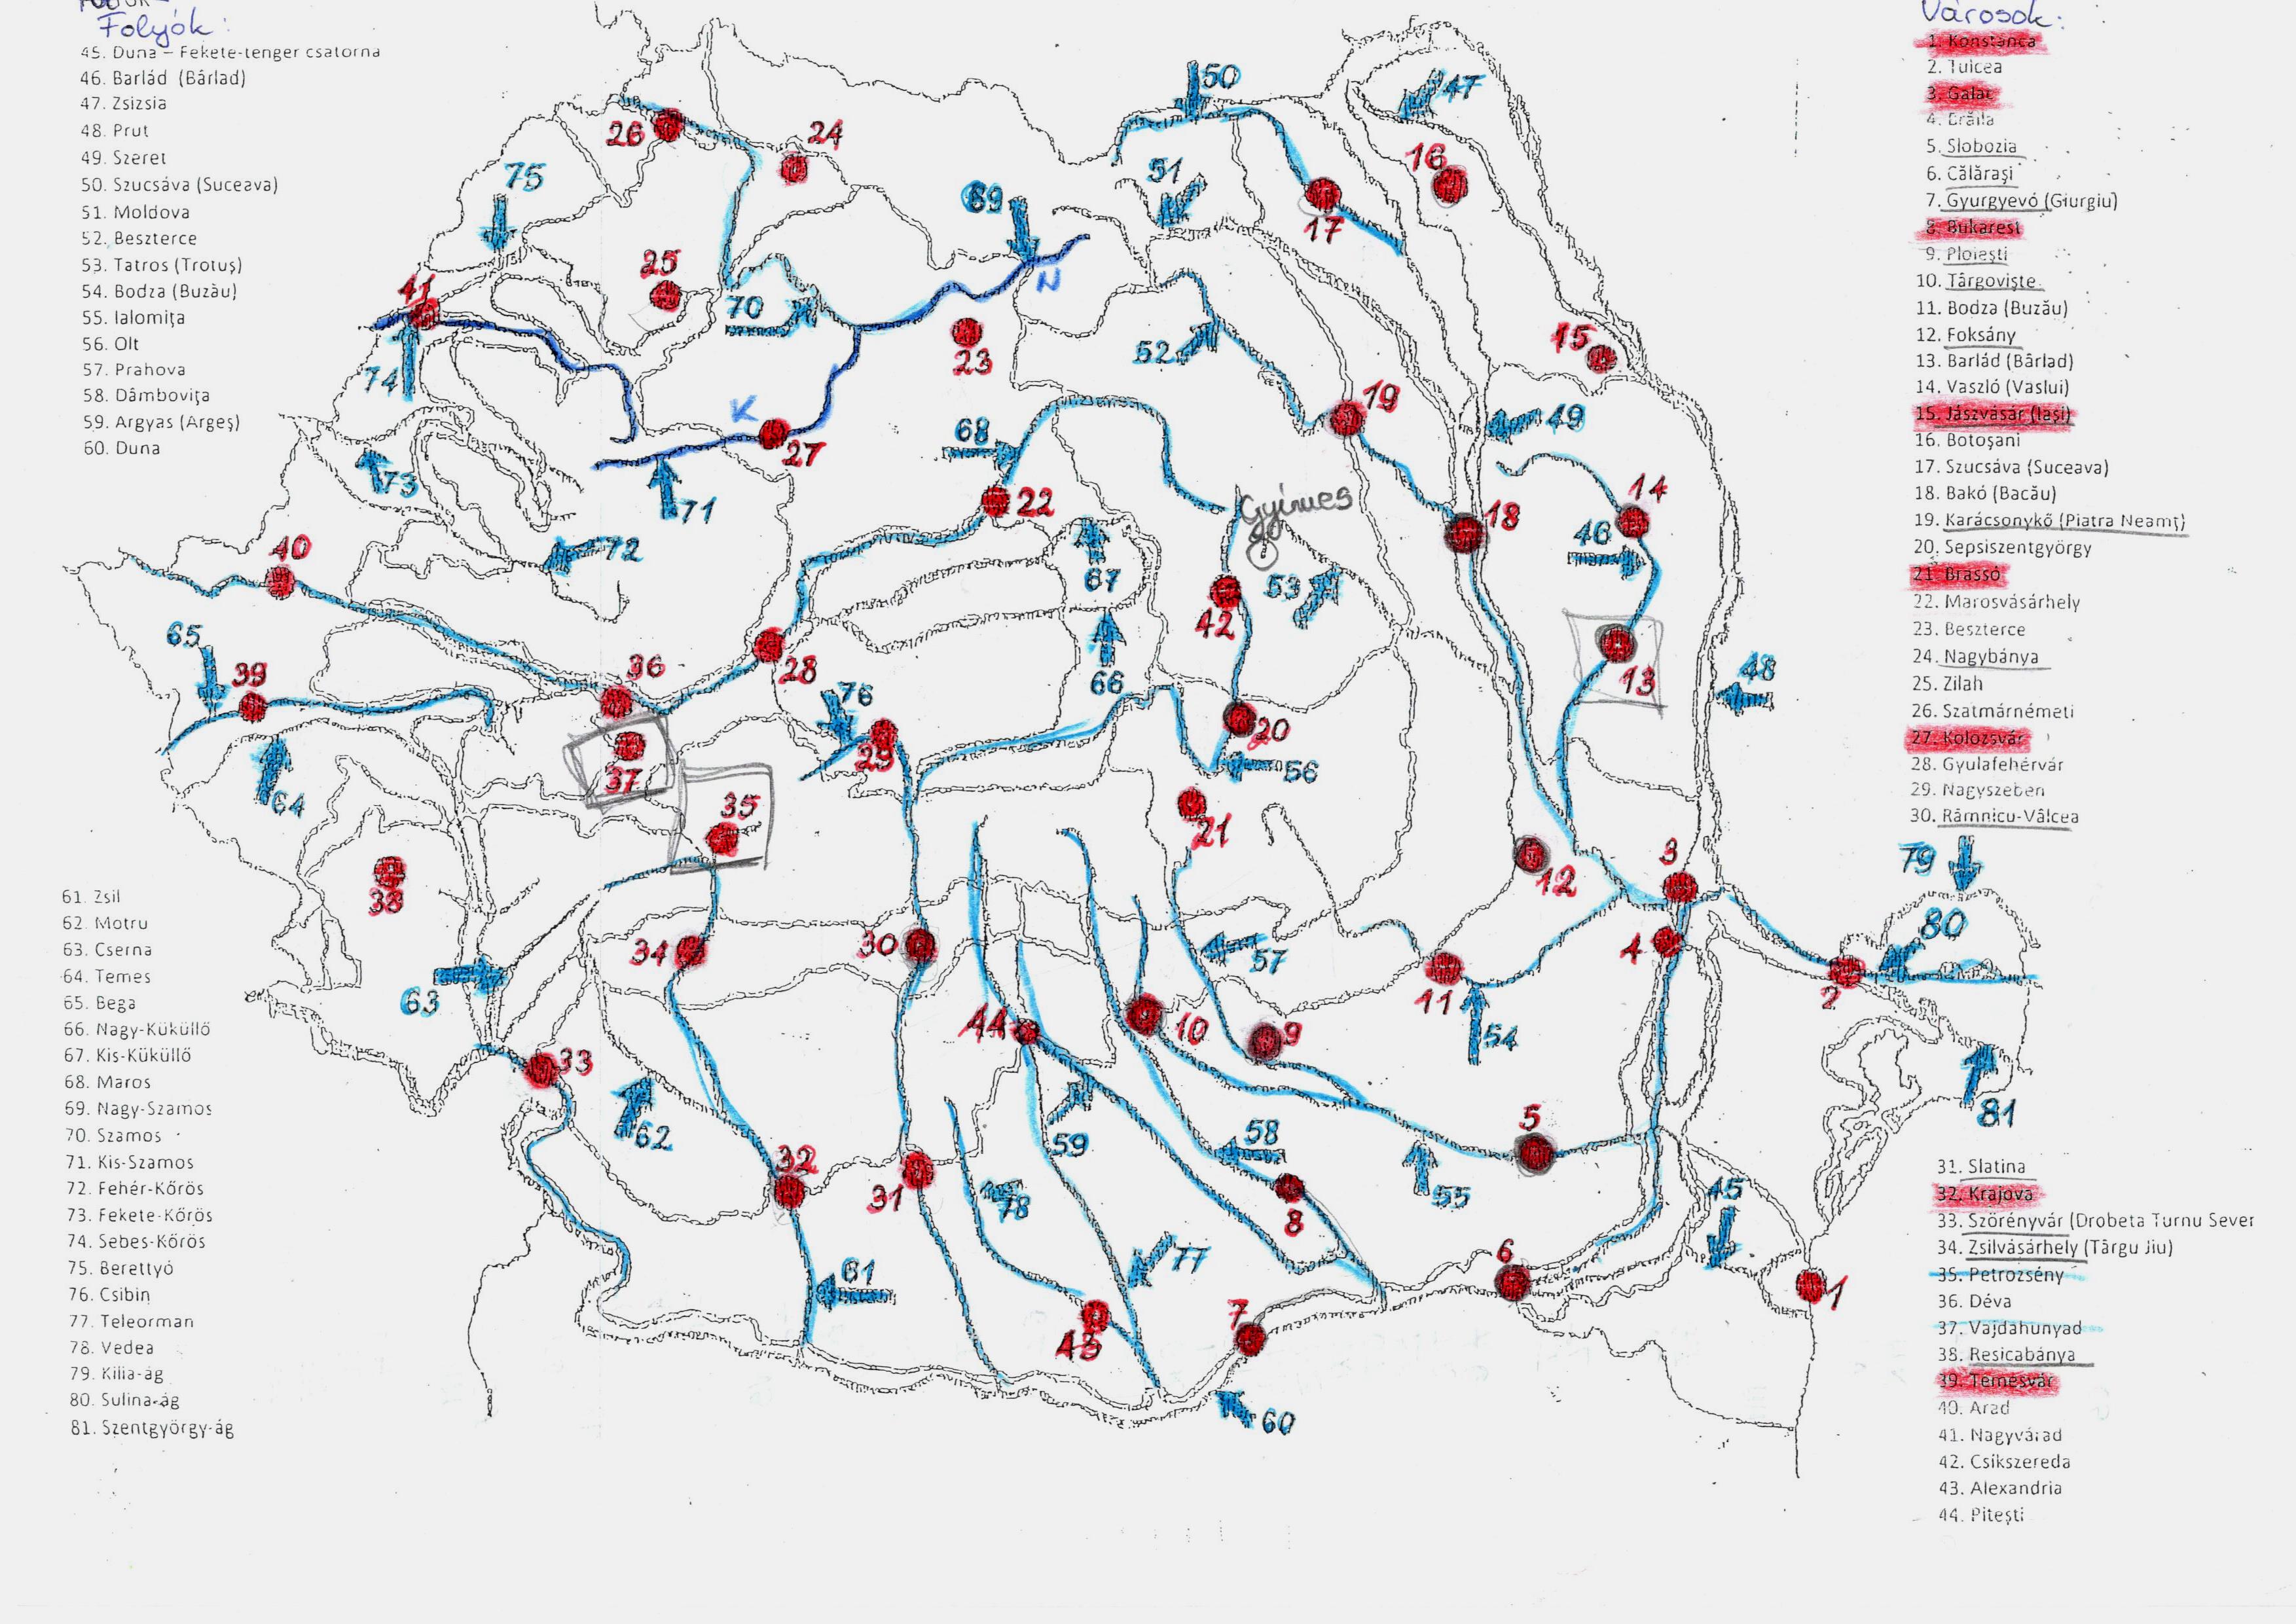 Folyók:
45. Duna – Fekete-tenger csatorna
46. Barlád (Bârlad)
47. Zsizsia
48. Prut
49. Szeret
50. Szucsáva (Suceava)
51. Moldova
52. Beszterce
53. Tatros (Trotuș)
54. Bodza (Buzău)
55. Ialomița
56. Olt
57. Prahova
58. Dâmbovița
59. Argyas (Argeș)
60. Duna
61. Zsil
62. Motru
63. Cserna
64. Temes
65. Bega
66. Nagy-Küküllő
67. Kis-Küküllő
68. Maros
69. Nagy-Szamos
70. Szamos
71. Kis-Szamos
72. Fehér-Kőrös
73. Fekete-Kőrös
74. Sebes-Kőrös
75. Berettyó
76. Csibin
77. Teleorman
78. Vedea
79. Kilia-ág
80. Sulina-ág
81. Szentgyörgy-ág
Városok:
1. Konstánca
2. Tulcea
3. Galac
4. Brăila
5. Slobozia
6. Călărași
7. Gyurgyevó (Giurgiu)
8. Bukarest
9. Ploiești
10. Târgoviște
11. Bodza (Buzău)
12. Foksány
13. Barlád (Bârlad)
14. Vaszló (Vaslui)
15. Jászvásár (Iași)
16. Botoșani
17. Szucsáva (Suceava)
18. Bakó (Bacău)
19. Karácsonykő (Piatra Neamț)
20. Sepsiszentgyörgy
21. Brassó
22. Marosvásárhely
23. Beszterce
24. Nagybánya
25. Zilah
26. Szatmárnémeti
27. Kolozsvár
28. Gyulafehérvár
29. Nagyszeben
30. Râmnicu-Vâlcea
31. Slatina
32. Krajova
33. Szörényvár (Drobeta Turnu Sever
34. Zsilvásárhely (Târgu Jiu)
35. Petrozsény
36. Déva
37. Vajdahunyad
38. Resicabánya
39. Temesvár
40. Arad
41. Nagyvárad
42. Csíkszereda
43. Alexandria
44. Pitești
50
47
26
24
16
75
51
69
17
25
41
70
N
15
23
52
74
K
19
68
49
27
73
22
14
71
Gyimes
18
46
40
72
67
53
42
65
36
39
28
13
48
76
66
20
29
37
56
64
35
21
3
12
79
38
80
34
30
57
4
63
11
2
44
10
9
54
33
5
81
62
59
58
32
31
78
55
45
8
6
61
77
7
1
43
60